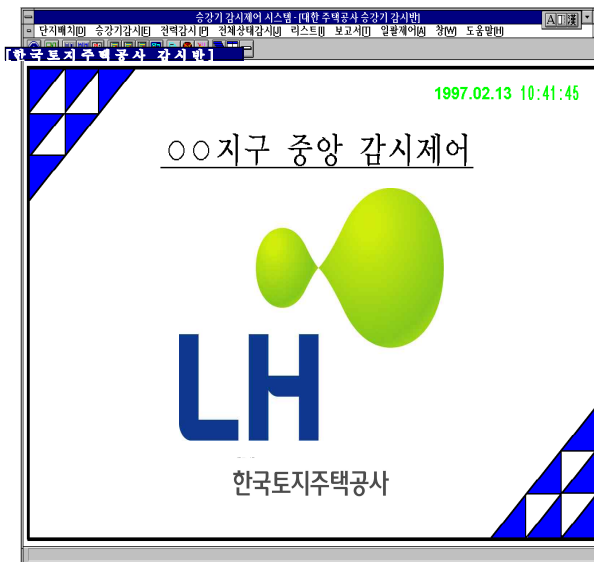 승강기 감시제어 시스템 - [대한 주택공사 승강기 감시반]
단지배치[D] 승강기감시[E] 전력감시[P] 전체상태감시[J] 리스트[I] 보고서[T] 일괄제어[A] 창[W] 도움말[H]
A 漢
[한국토지주택공사 감시반]
1997.02.13 10:41:45
○○지구 중앙 감시제어
LH
한국토지주택공사